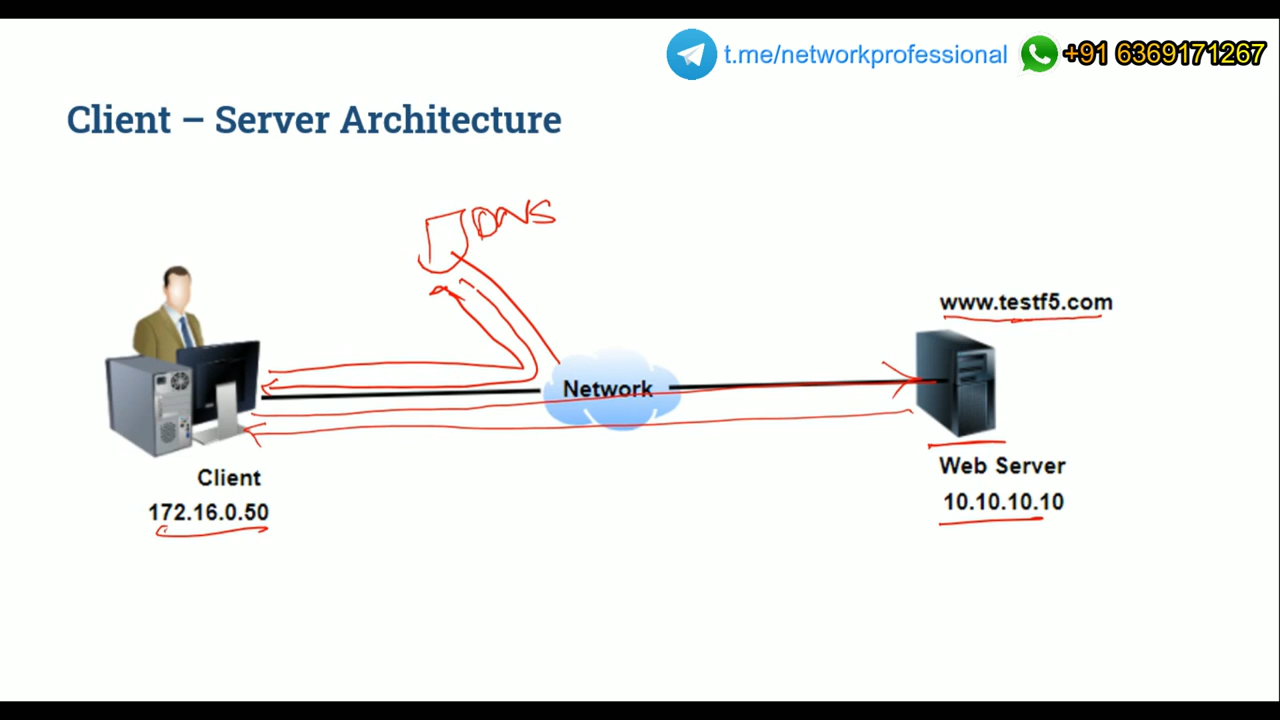 t.me/networkprofessional +91 6369171267
Client – Server Architecture
DNS
www.testf5.com
Network
Client
172.16.0.50
Web Server
10.10.10.10